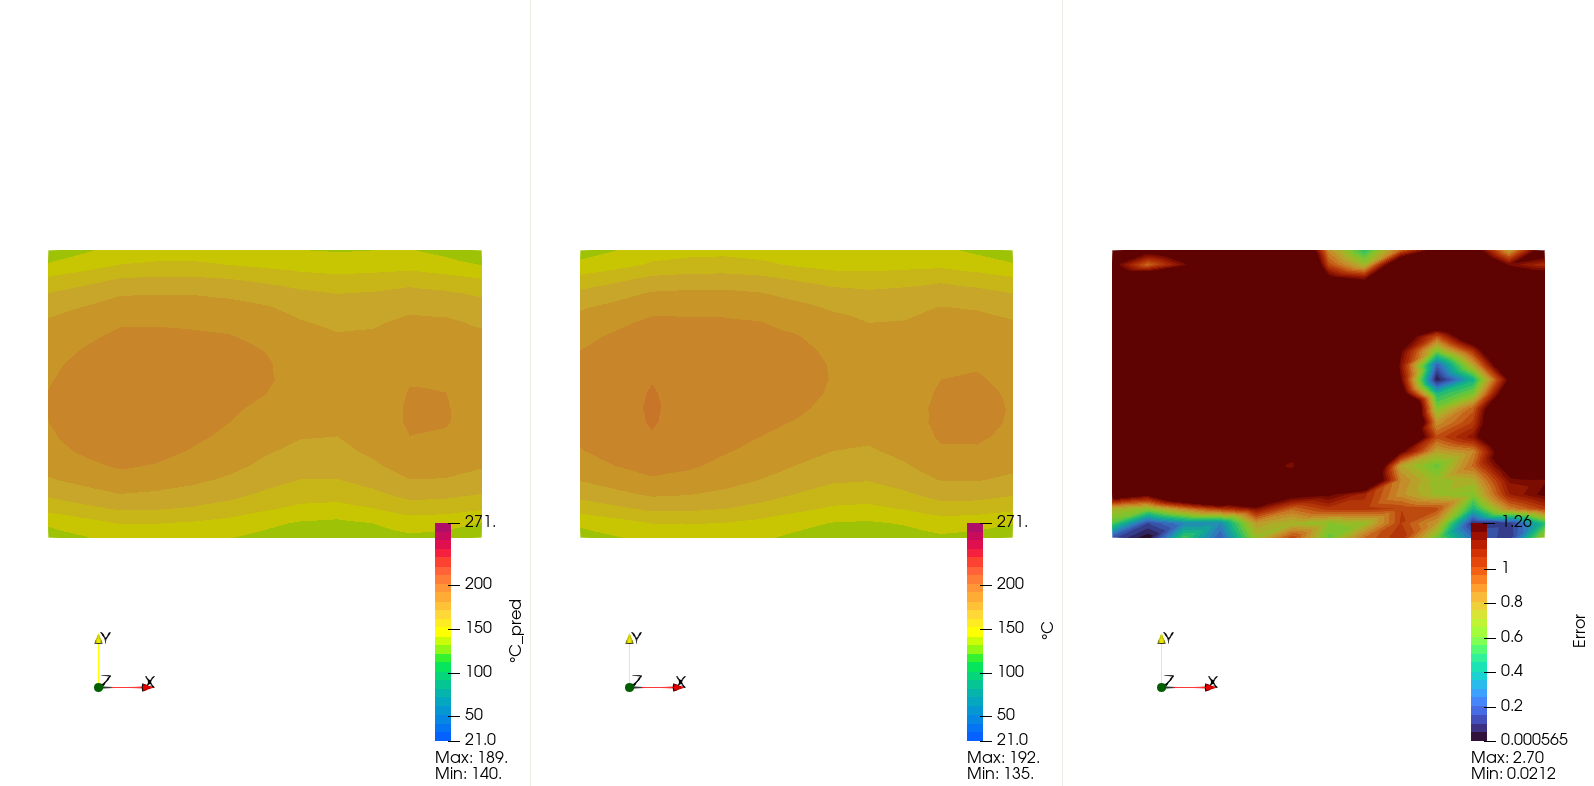 271.
200
150
100
50
21.0
°C_pred
Max: 189.
Min: 140.
Y
Z
X
271.
200
150
100
50
21.0
°C
Max: 192.
Min: 135.
Y
Z
X
1.26
1
0.8
0.6
0.4
0.2
0.000565
Error
Max: 2.70
Min: 0.0212
Y
Z
X